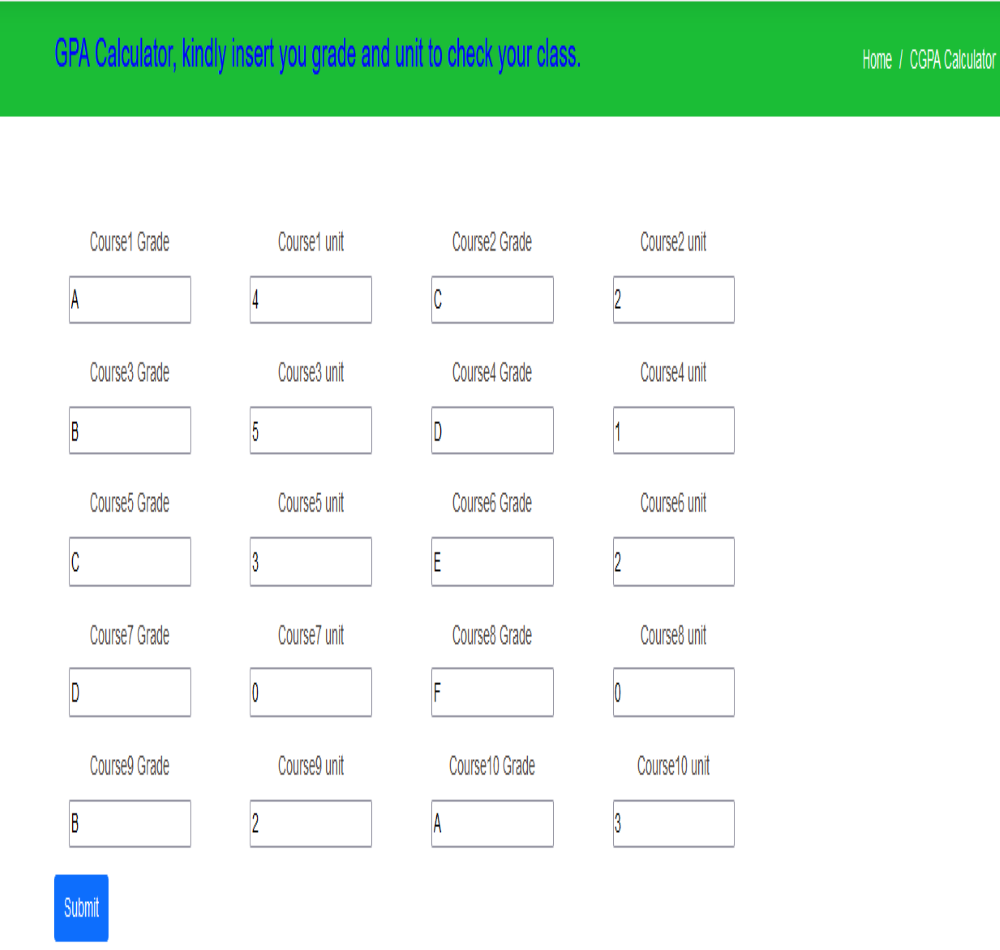 GPA Calculator, kindly insert you grade and unit to check your class.
Home / CGPA Calculator
Course1 Grade Course1 unit Course2 Grade Course2 unit
A 4 C 2
Course3 Grade Course3 unit Course4 Grade Course4 unit
B 5 D 1
Course5 Grade Course5 unit Course6 Grade Course6 unit
C 3 E 2
Course7 Grade Course7 unit Course8 Grade Course8 unit
D 0 F 0
Course9 Grade Course9 unit Course10 Grade Course10 unit
B 2 A 3
Submit